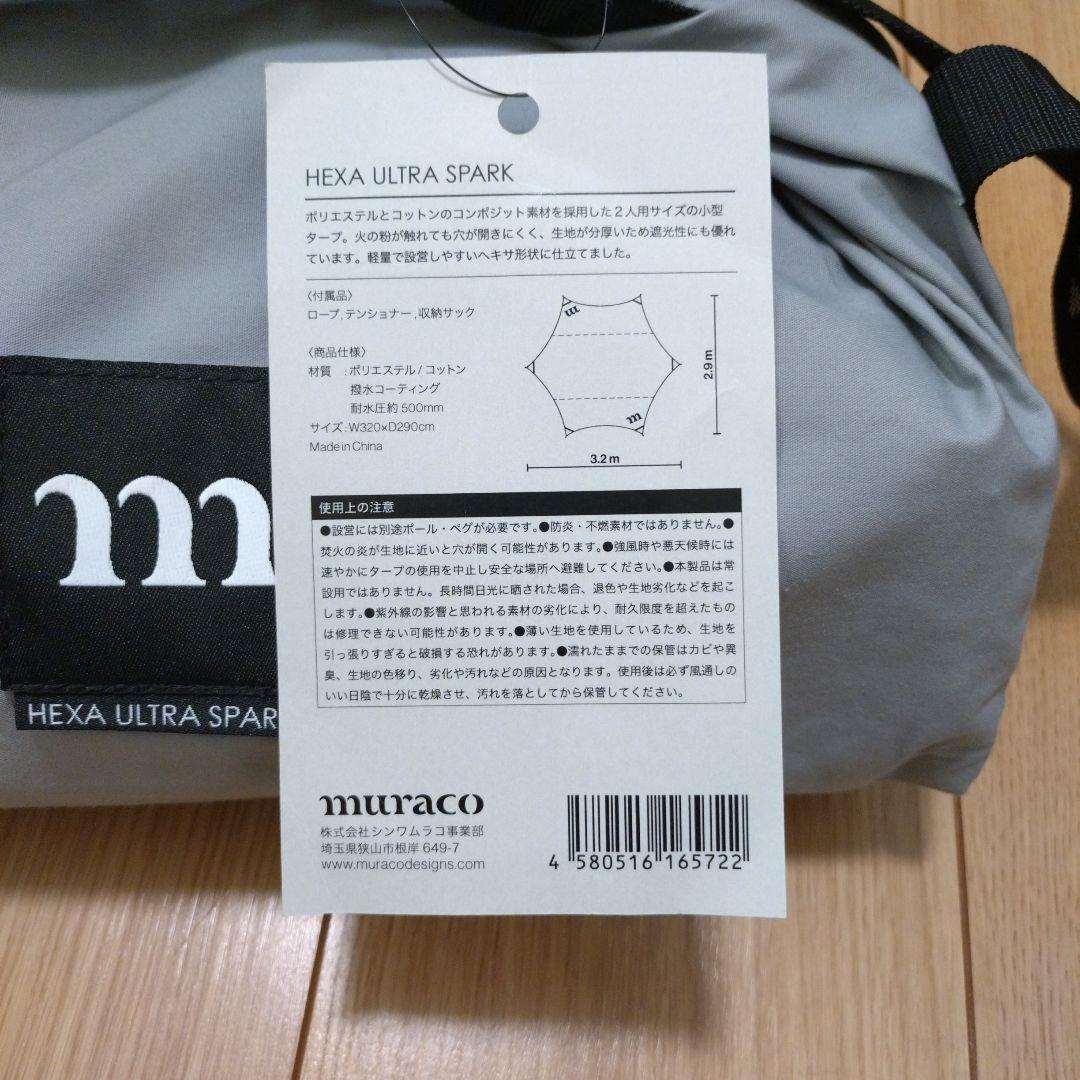 HEXA ULTRA SPARK
ポリエステルとコットンのコンポジット素材を採用した2人用サイズの小型
タープ。火の粉が触れても穴が開きにくく、生地が分厚いため遮光性にも優れ
ています。軽量で設営しやすいヘキサ形状に仕立てました。
〈付属品〉
ロープ,テンショナー,収納サック
〈商品仕様〉
材質 :ポリエステル/コットン
撥水コーティング
耐水圧約500mm
サイズ:W320×D290cm
Made in China
m
m
2.9m
3.2m
使用上の注意
●設営には別途ポール・ペグが必要です。●防炎・不燃素材ではありません。●
焚火の炎が生地に近いと穴が開く可能性があります。●強風時や悪天候時には
速やかにタープの使用を中止し安全な場所へ避難してください。●本製品は常
設用ではありません。長時間日光に晒された場合、退色や生地劣化などを起こ
します。●紫外線の影響と思われる素材の劣化により、耐久限度を超えたもの
は修理できない可能性があります。●薄い生地を使用しているため、生地を
引っ張りすぎると破損する恐れがあります。●濡れたままでの保管はカビや異
臭、生地の色移り、劣化や汚れなどの原因となります。使用後は必ず風通しの
いい日陰で十分に乾燥させ、汚れを落としてから保管してください。
muraco
株式会社シンワムラコ事業部
埼玉県狭山市根岸 649-7
www.muracodesigns.com
4 580516 165722
m
HEXA ULTRA SPAR